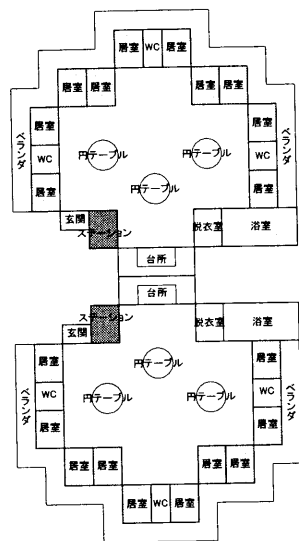 居室 WC 居室
居室 居室 居室 居室
居室 居室
ベランダ WC WC ベランダ
円テーブル 円テーブル
居室 居室
円テーブル
玄関 ステーション 脱衣室 浴室
台所
台所
玄関 ステーション 脱衣室 浴室
居室 居室
円テーブル
ベランダ WC WC ベランダ
円テーブル 円テーブル
居室 居室
居室 居室 居室 居室
居室 WC 居室